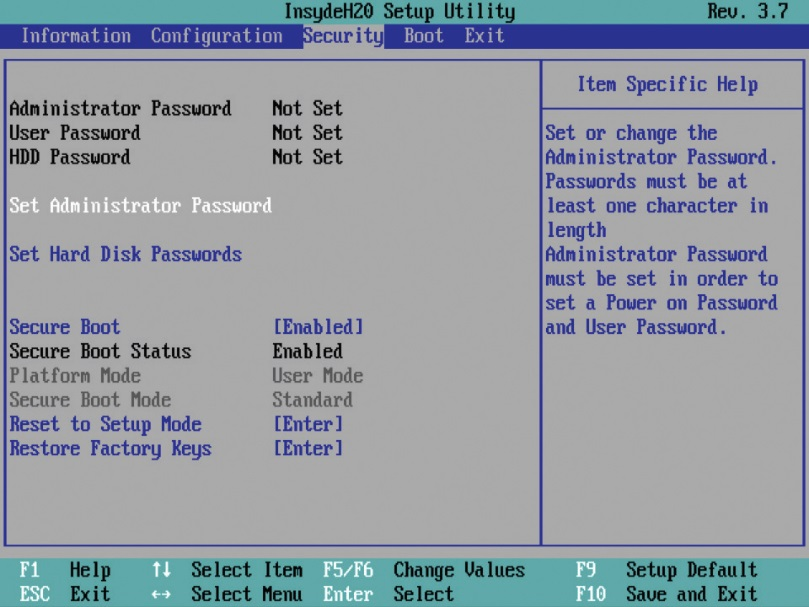 InsydeH20 Setup Utility Rev. 3.7
Information Configuration Security Boot Exit
Item Specific Help
Administrator Password Not Set
User Password Not Set
HDD Password Not Set
Set Administrator Password
Set Hard Disk Passwords
Secure Boot [Enabled]
Secure Boot Status Enabled
Platform Mode User Mode
Secure Boot Mode Standard
Reset to Setup Mode [Enter]
Restore Factory Keys [Enter]
Set or change the
Administrator Password.
Passwords must be at
least one character in
length
Administrator Password
must be set in order to
set a Power on Password
and User Password.
F1 Help ↑↓ Select Item F5/F6 Change Values F9 Setup Default
ESC Exit ↔ Select Menu Enter Select F10 Save and Exit